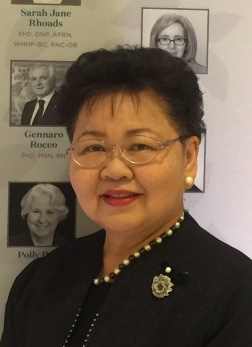 Sarah Jane
Rhoads
PhD, DNP, APRN,
WHNP-BC, RNC-OB
Gennaro
Rocco
PhD, MSN, RN
Polly